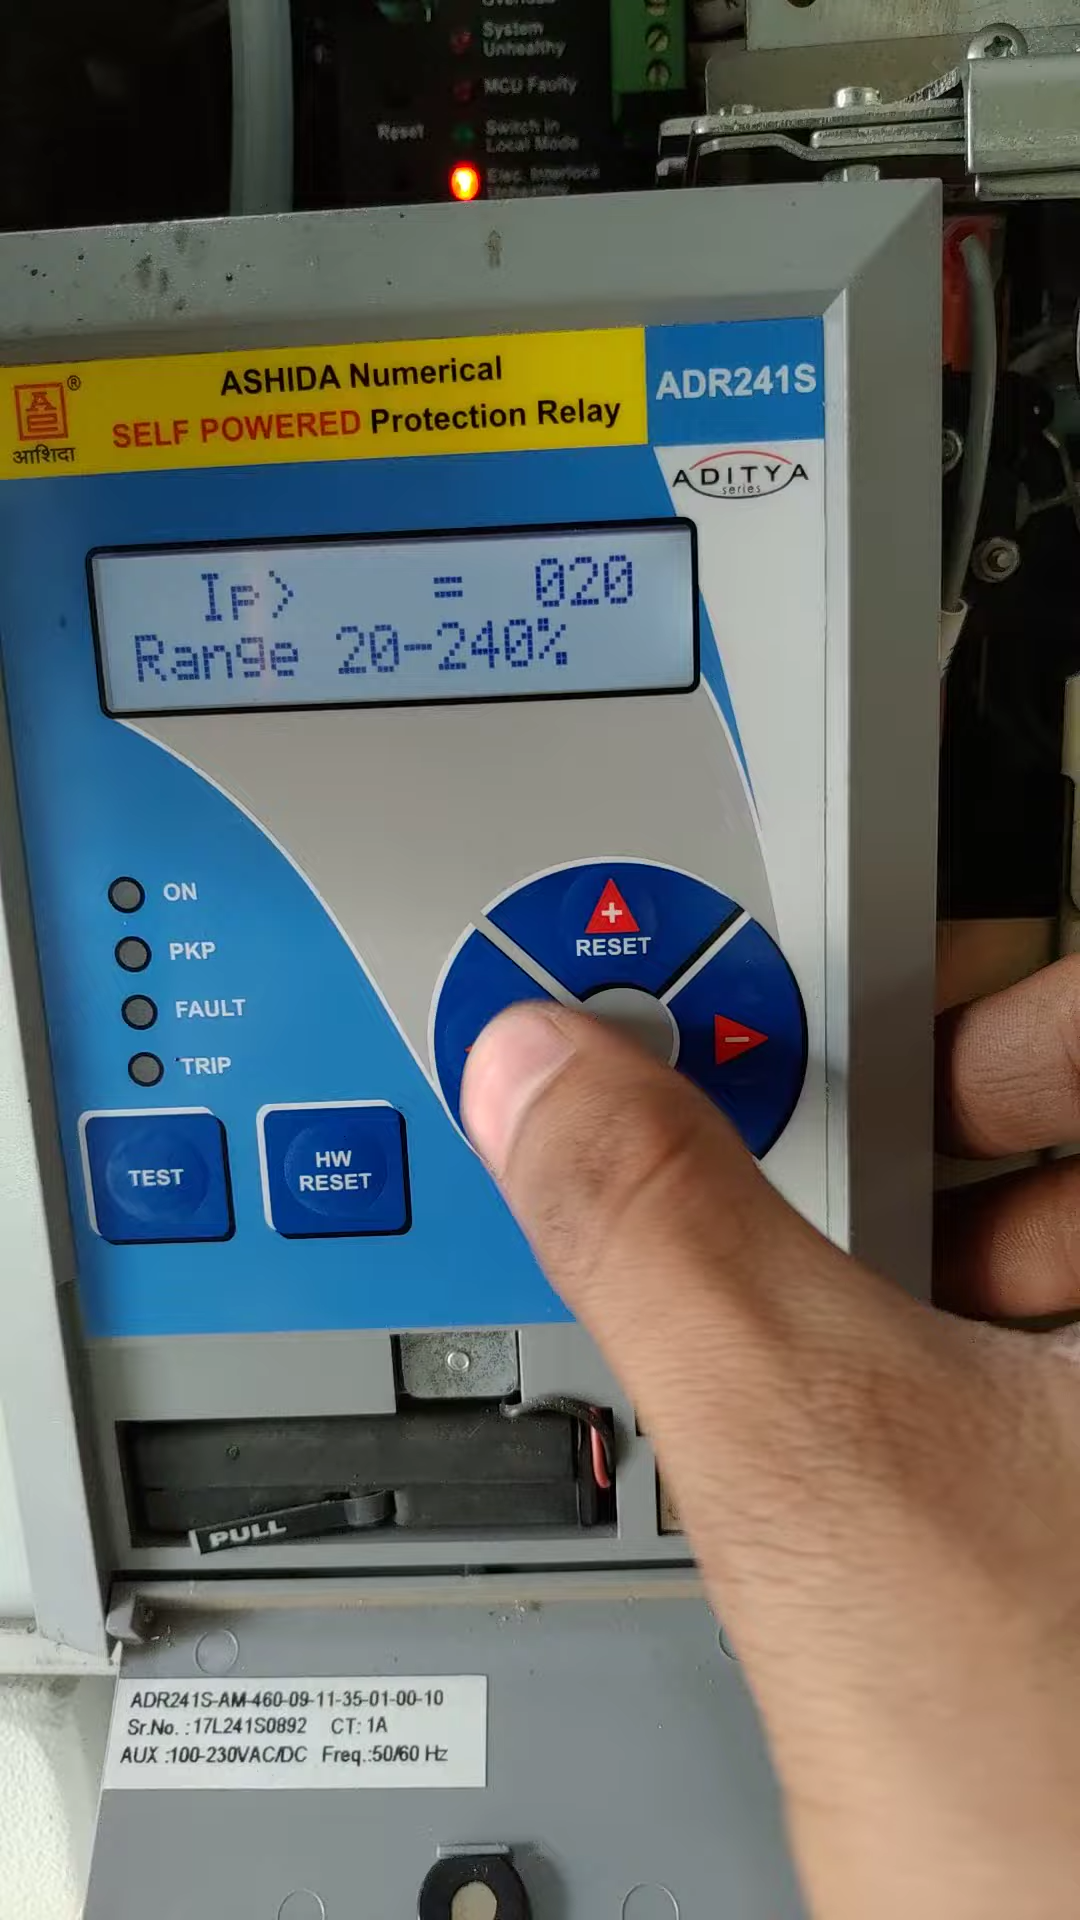 System
Unhealthy
MCU Faulty
Reset
Switch in
Local Mode
Elec. Interlock
ASHIDA Numerical
SELF POWERED Protection Relay
ADR241S
®
आशिदा
ADITYA
series
Ip> = 020
Range 20-240%
ON
PKP
FAULT
TRIP
+
RESET
-
TEST
HW
RESET
PULL
ADR241S-AM-460-09-11-35-01-00-10
Sr.No. :17L241S0892 CT: 1A
AUX :100-230VAC/DC Freq.:50/60 Hz